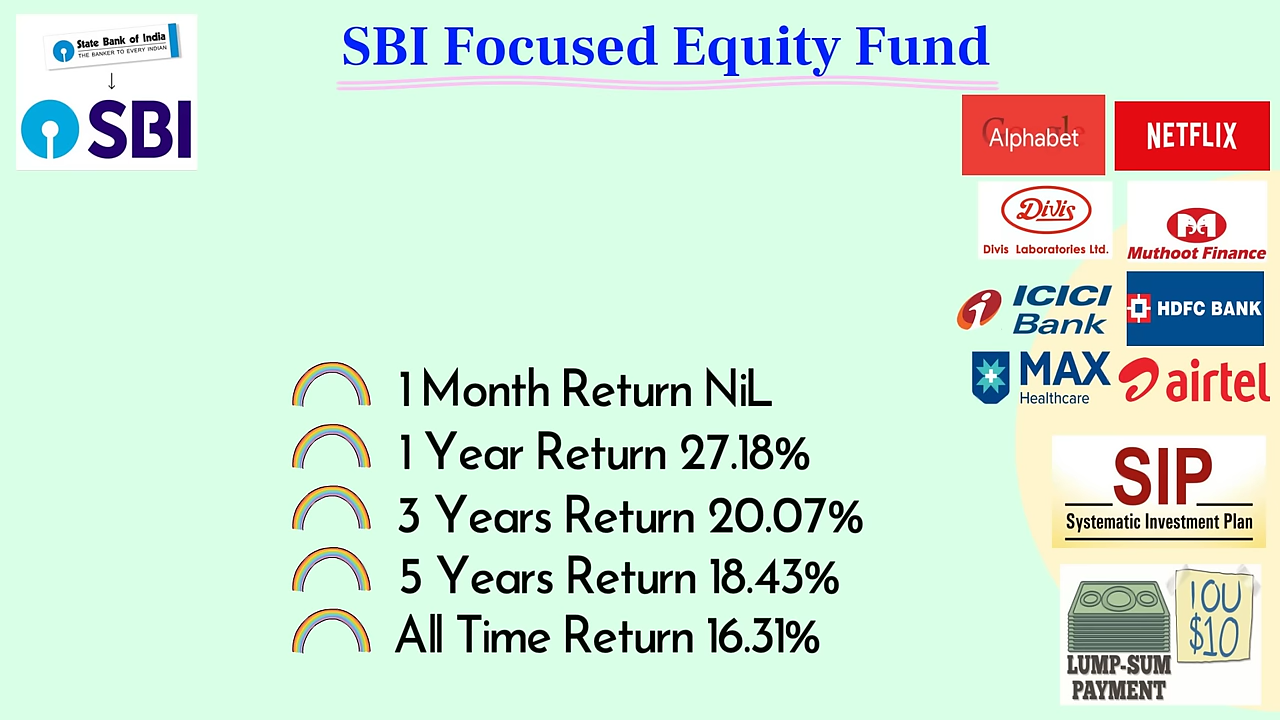 State Bank of India
THE BANKER TO EVERY INDIAN
SBI
SBI Focused Equity Fund
Google
Alphabet
NETFLIX
Divis
Divis Laboratories Ltd.
Muthoot Finance
ICICI
Bank
HDFC BANK
MAX
Healthcare
airtel
1 Month Return NiL
1 Year Return 27.18%
3 Years Return 20.07%
5 Years Return 18.43%
All Time Return 16.31%
SIP
Systematic Investment Plan
IOU
$10
LUMP-SUM
PAYMENT